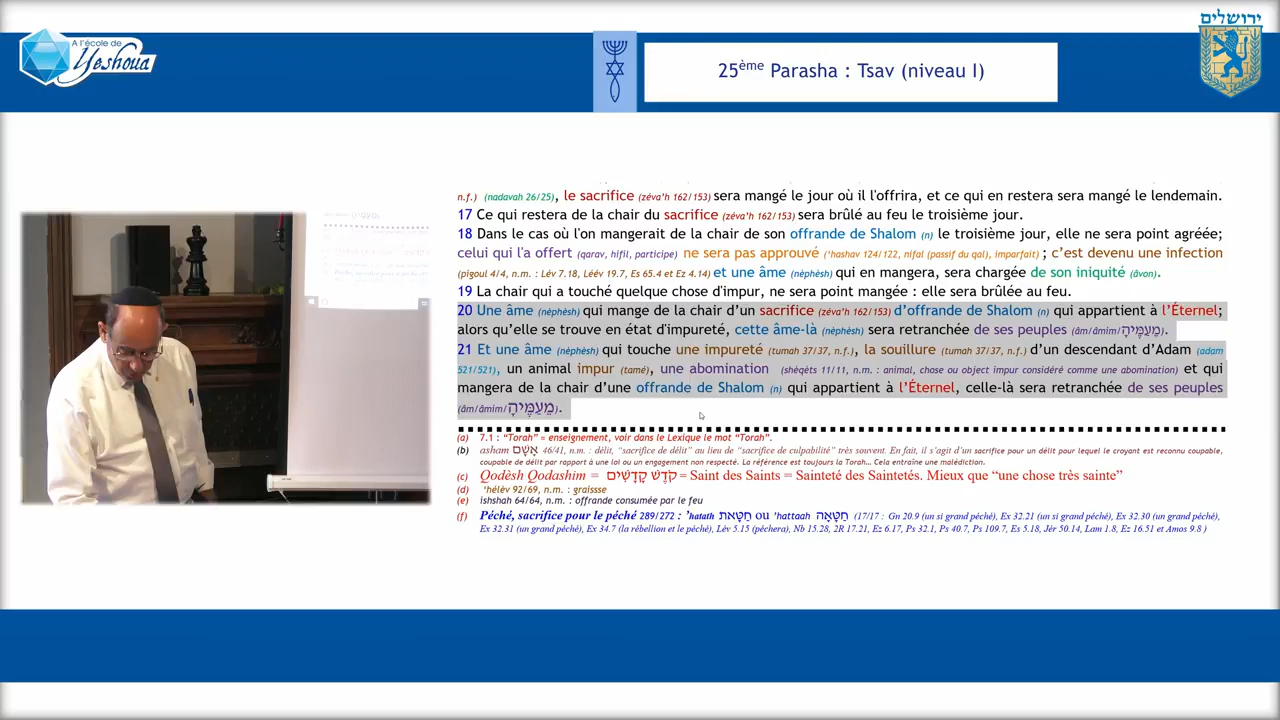 A l'école de
Yeshoua
25ème Parasha : Tsav (niveau I)
ירושלים
n.f.) (nadavah 26/25), le sacrifice (zéva’h 162/153) sera mangé le jour où il l'offrira, et ce qui en restera sera mangé le lendemain.
17 Ce qui restera de la chair du sacrifice (zéva’h 162/153) sera brûlé au feu le troisième jour.
18 Dans le cas où l'on mangerait de la chair de son offrande de Shalom (n) le troisième jour, elle ne sera point agréée;
celui qui l'a offert (qarav, hifil, participe) ne sera pas approuvé (‘hashav 124/122, nifal (passif du qal), imparfait) ; c’est devenu une infection
(pigoul 4/4, n.m. : Lév 7.18, Léév 19.7, Es 65.4 et Ez 4.14) et une âme (nèphèsh) qui en mangera, sera chargée de son iniquité (âvon).
19 La chair qui a touché quelque chose d'impur, ne sera point mangée : elle sera brûlée au feu.
20 Une âme (nèphèsh) qui mange de la chair d’un sacrifice (zéva’h 162/153) d’offrande de Shalom (n) qui appartient à l’Éternel;
alors qu’elle se trouve en état d'impureté, cette âme-là (nèphèsh) sera retranchée de ses peuples (âm/âmim/מֵעַמֶּיהָ).
21 Et une âme (nèphèsh) qui touche une impureté (tumah 37/37, n.f.), la souillure (tumah 37/37, n.f.) d’un descendant d’Adam (adam
521/521), un animal impur (tamé), une abomination (shèqèts 11/11, n.m. : animal, chose ou object impur considéré comme une abomination) et qui
mangera de la chair d’une offrande de Shalom (n) qui appartient à l’Éternel, celle-là sera retranchée de ses peuples
(âm/âmim/מֵעַמֶּיהָ).
(a) 7.1 : “Torah” = enseignement, voir dans le Lexique le mot “Torah”.
(b) asham אָשָׁם 46/41, n.m. : délit, “sacrifice de délit” au lieu de “sacrifice de culpabilité” très souvent. En fait, il s’agit d’un sacrifice pour un délit pour lequel le croyant est reconnu coupable,
coupable de délit par rapport à une loi ou un engagement non respecté. La référence est toujours la Torah... Cela entraîne une malédiction.
(c) Qodèsh Qodashim = קֹדֶשׁ קָדָשִׁים = Saint des Saints = Sainteté des Saintetés. Mieux que “une chose très sainte”
(d) ‘hélèv 92/69, n.m. : graissse
(e) ishshah 64/64, n.m. : offrande consumée par le feu
(f) Péché, sacrifice pour le péché 289/272 : ’hatath חַטָּאת ou ’hattaah חַטָּאָה (17/17 : Gn 20.9 (un si grand péché), Ex 32.21 (un si grand péché), Ex 32.30 (un grand péché),
Ex 32.31 (un grand péché), Ex 34.7 (la rébellion et le péché), Lév 5.15 (péchera), Nb 15.28, 2R 17.21, Ez 6.17, Ps 32.1, Ps 40.7, Ps 109.7, Es 5.18, Jér 50.14, Lam 1.8, Ez 16.51 et Amos 9.8 )